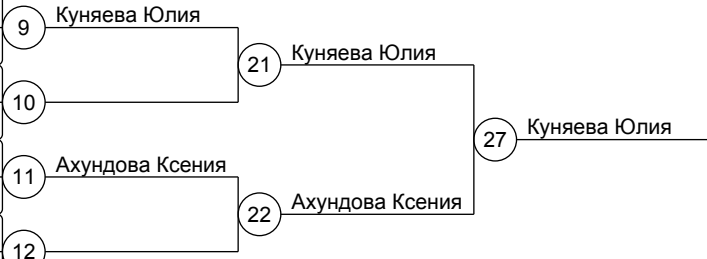 9 Куняева Юлия
21 Куняева Юлия
10
27 Куняева Юлия
11 Ахундова Ксения
22 Ахундова Ксения
12